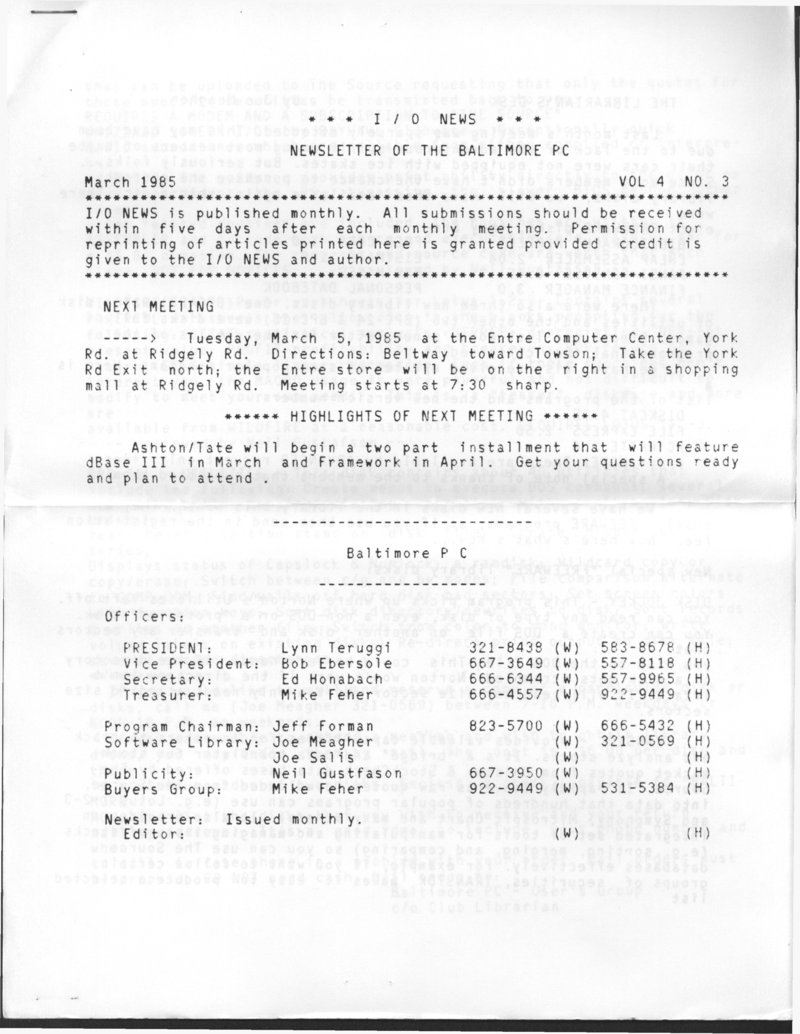 * * * I / O NEWS * * *
NEWSLETTER OF THE BALTIMORE PC
March 1985 VOL 4 NO. 3
**********************************************************************
I/O NEWS is published monthly. All submissions should be received
within five days after each monthly meeting. Permission for
reprinting of articles printed here is granted provided credit is
given to the I/O NEWS and author.
**********************************************************************
NEXT MEETING
-----> Tuesday, March 5, 1985 at the Entre Computer Center, York
Rd. at Ridgely Rd. Directions: Beltway toward Towson; Take the York
Rd Exit north; the Entre store will be on the right in a shopping
mall at Ridgely Rd. Meeting starts at 7:30 sharp.
****** HIGHLIGHTS OF NEXT MEETING ******
Ashton/Tate will begin a two part installment that will feature
dBase III in March and Framework in April. Get your questions ready
and plan to attend .
----------------------------
Baltimore P C
------------------
Officers:
PRESIDENT: Lynn Teruggi 321-8438 (W) 583-8678 (H)
Vice President: Bob Ebersole 667-3649 (W) 557-8118 (H)
Secretary: Ed Honabach 666-6344 (W) 557-9965 (H)
Treasurer: Mike Feher 666-4557 (W) 922-9449 (H)
Program Chairman: Jeff Forman 823-5700 (W) 666-5432 (H)
Software Library: Joe Meagher (W) 321-0569 (H)
Joe Salis (W) (H)
Publicity: Neil Gustfason 667-3950 (W) (H)
Buyers Group: Mike Feher 922-9449 (W) 531-5384 (H)
Newsletter: Issued monthly.
Editor: (W) (H)